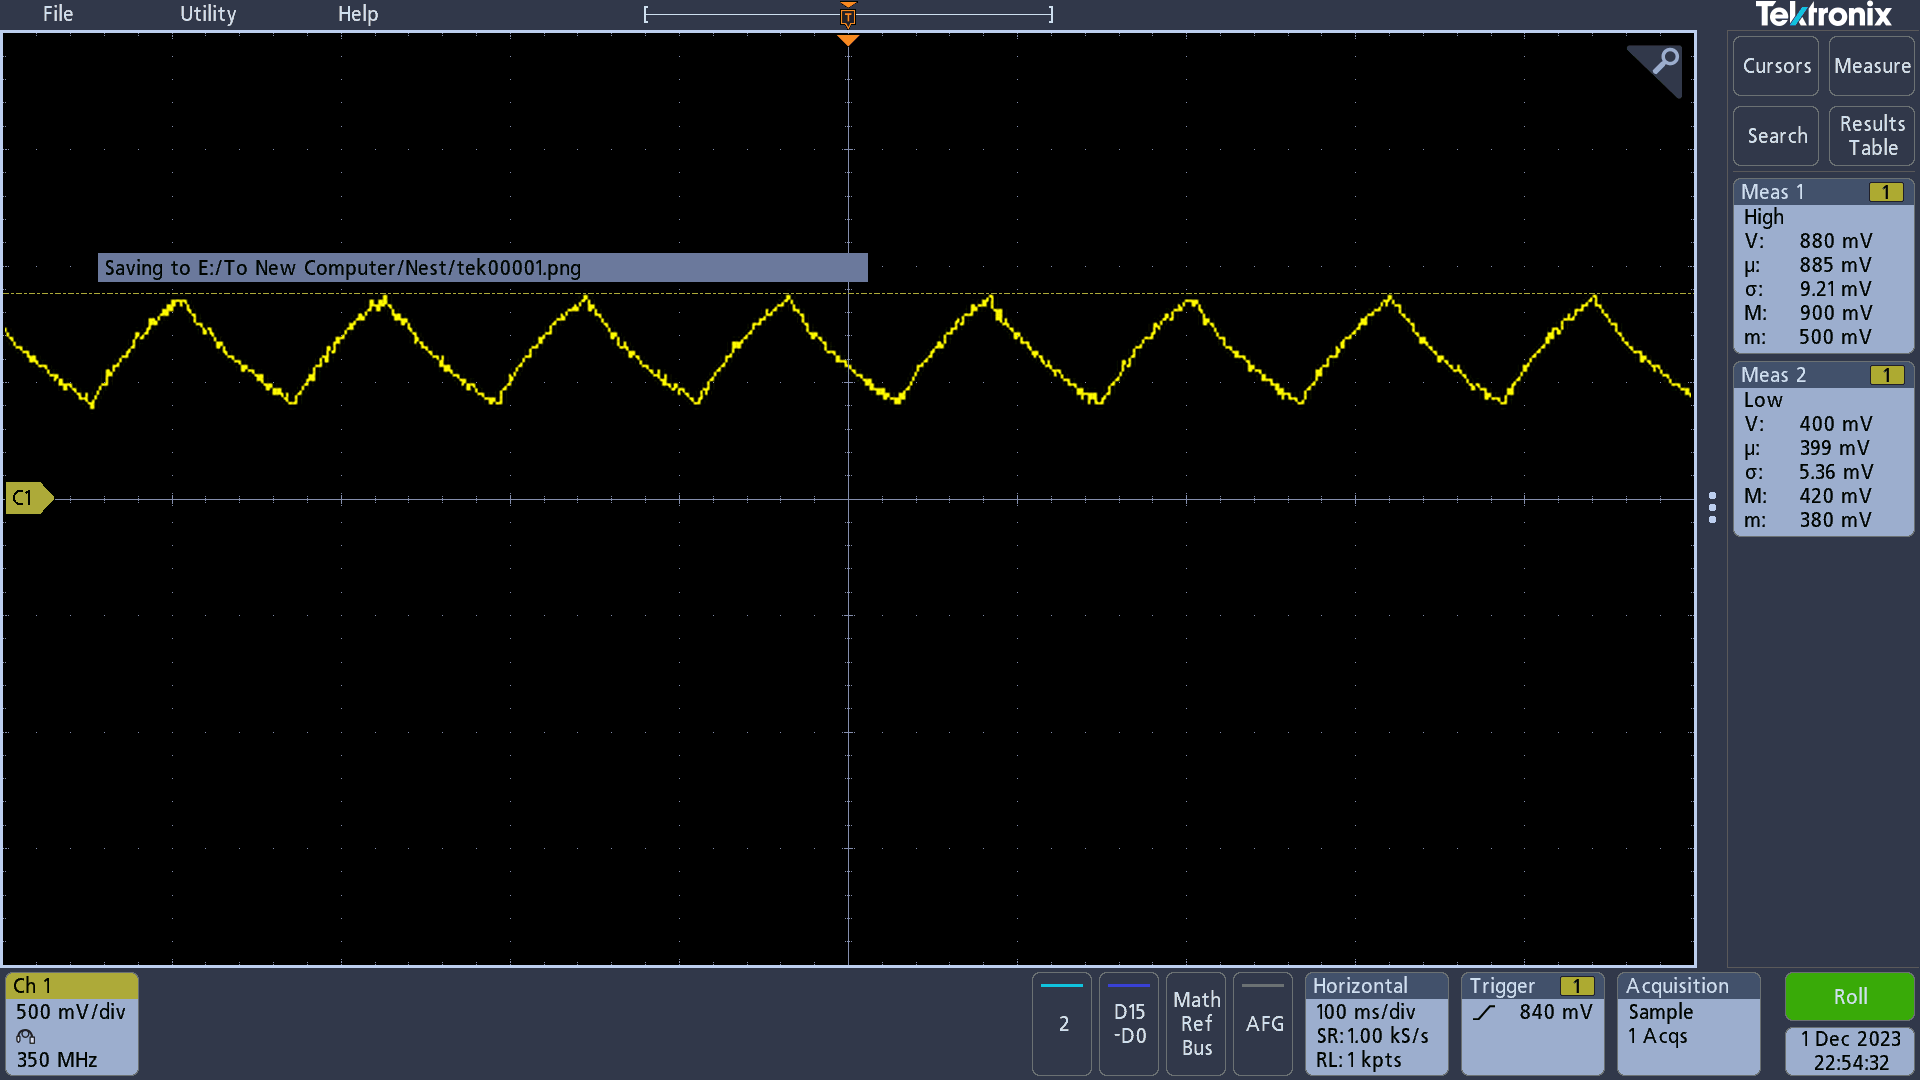 File Utility Help
T
Tektronix
Cursors Measure
Search Results Table
Saving to E:/To New Computer/Nest/tek00001.png
Meas 1 1
High
V: 880 mV
μ: 885 mV
σ: 9.21 mV
M: 900 mV
m: 500 mV
Meas 2 1
Low
V: 400 mV
μ: 399 mV
σ: 5.36 mV
M: 420 mV
m: 380 mV
C1
Ch 1
500 mV/div
350 MHz
2
D15
-D0
Math
Ref
Bus
AFG
Horizontal
100 ms/div
SR: 1.00 kS/s
RL: 1 kpts
Trigger 1
840 mV
Acquisition
Sample
1 Acqs
Roll
1 Dec 2023
22:54:32